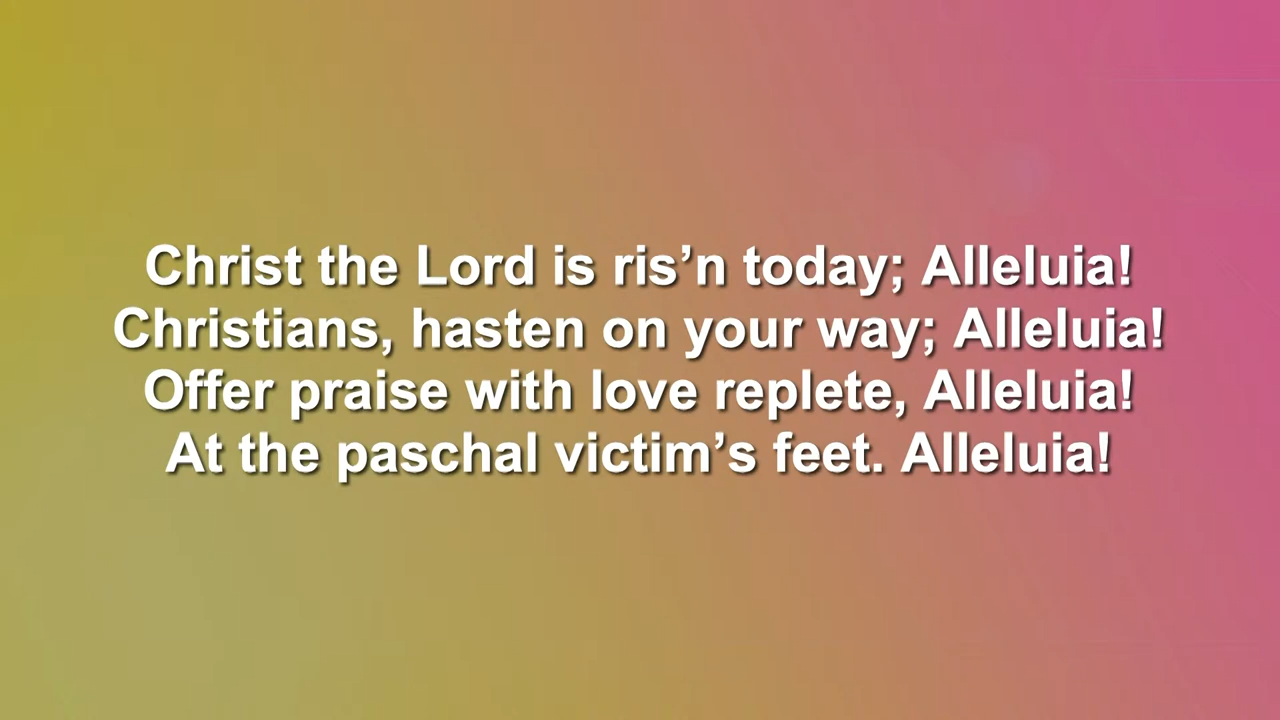 Christ the Lord is ris’n today; Alleluia!
Christians, hasten on your way; Alleluia!
Offer praise with love replete, Alleluia!
At the paschal victim’s feet. Alleluia!